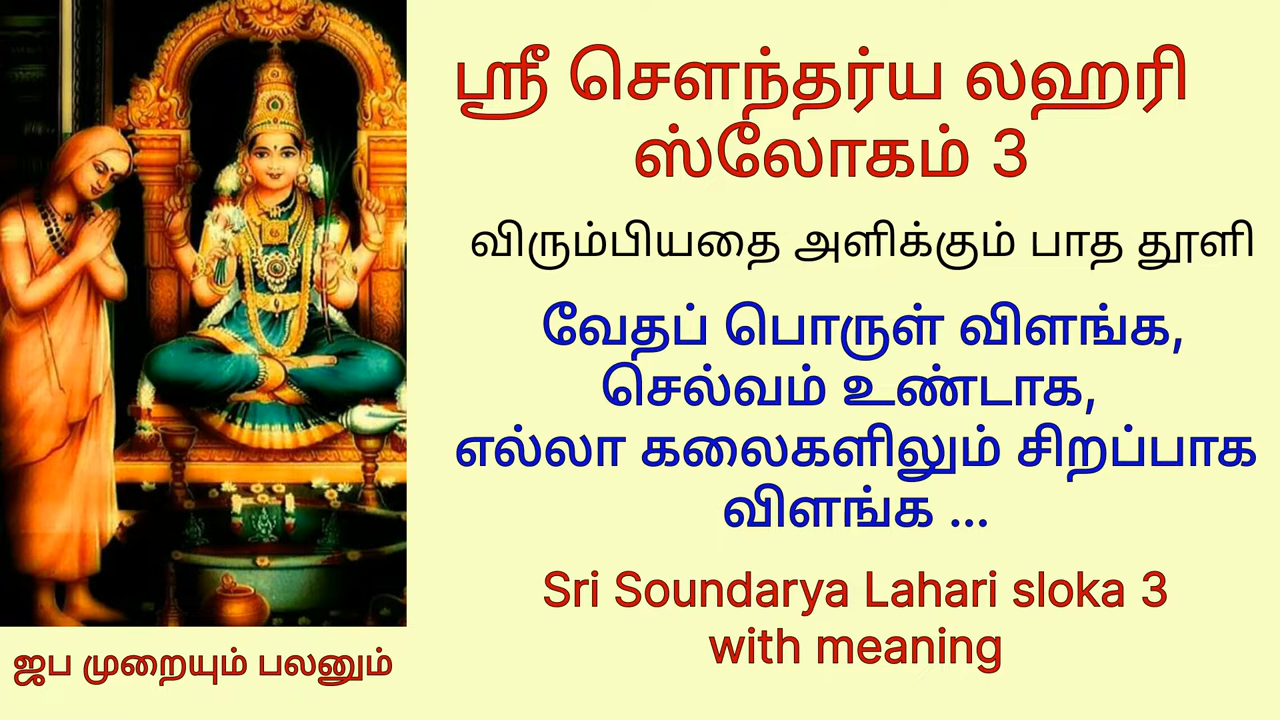 ஸ்ரீ சௌந்தர்ய லஹரி
ஸ்லோகம் 3
விரும்பியதை அளிக்கும் பாத தூளி
வேதப் பொருள் விளங்க,
செல்வம் உண்டாக,
எல்லா கலைகளிலும் சிறப்பாக
விளங்க ...
Sri Soundarya Lahari sloka 3
with meaning
ஜப முறையும் பலனும்